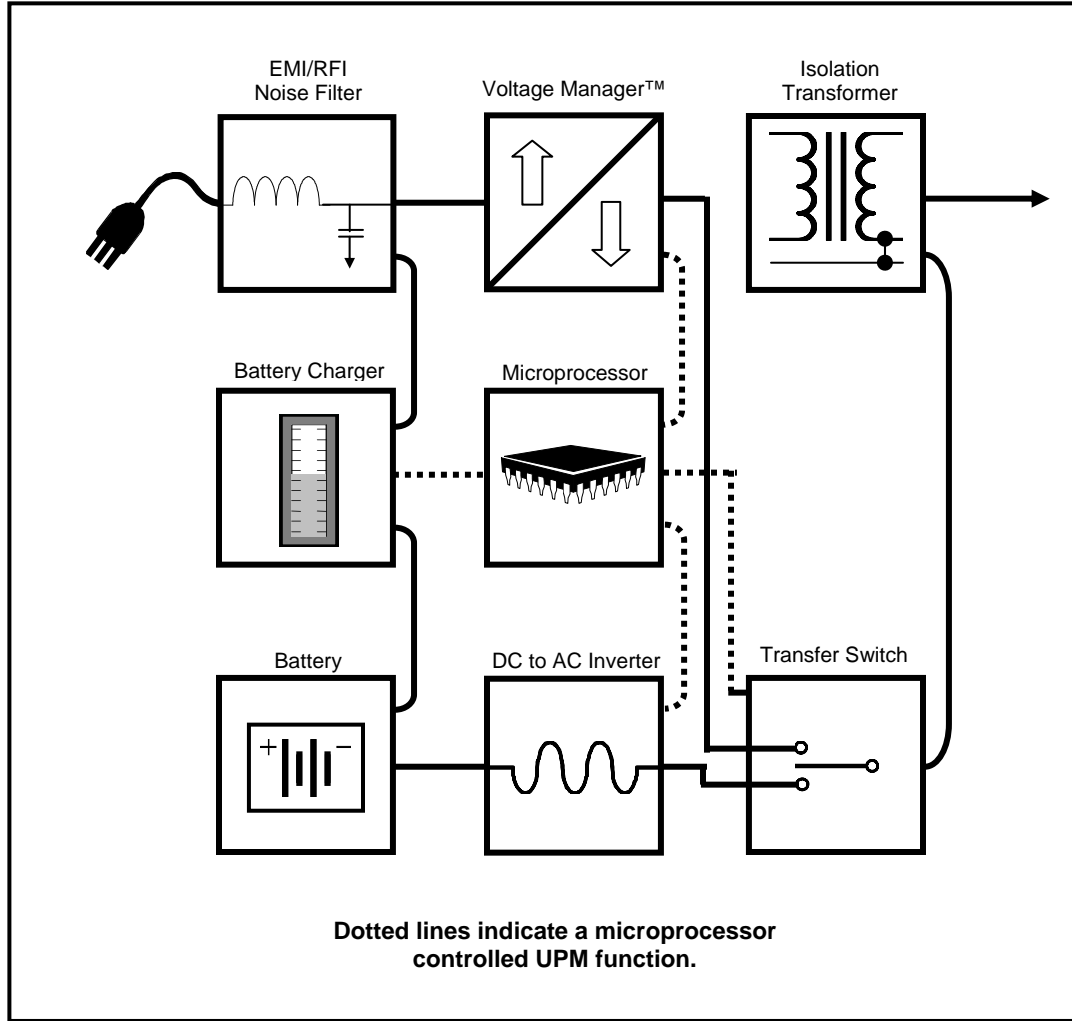 EMI/RFI
Noise Filter
Voltage Manager™
Isolation
Transformer
Battery Charger
Microprocessor
Battery
DC to AC Inverter
Transfer Switch
+ −
Dotted lines indicate a microprocessor
controlled UPM function.